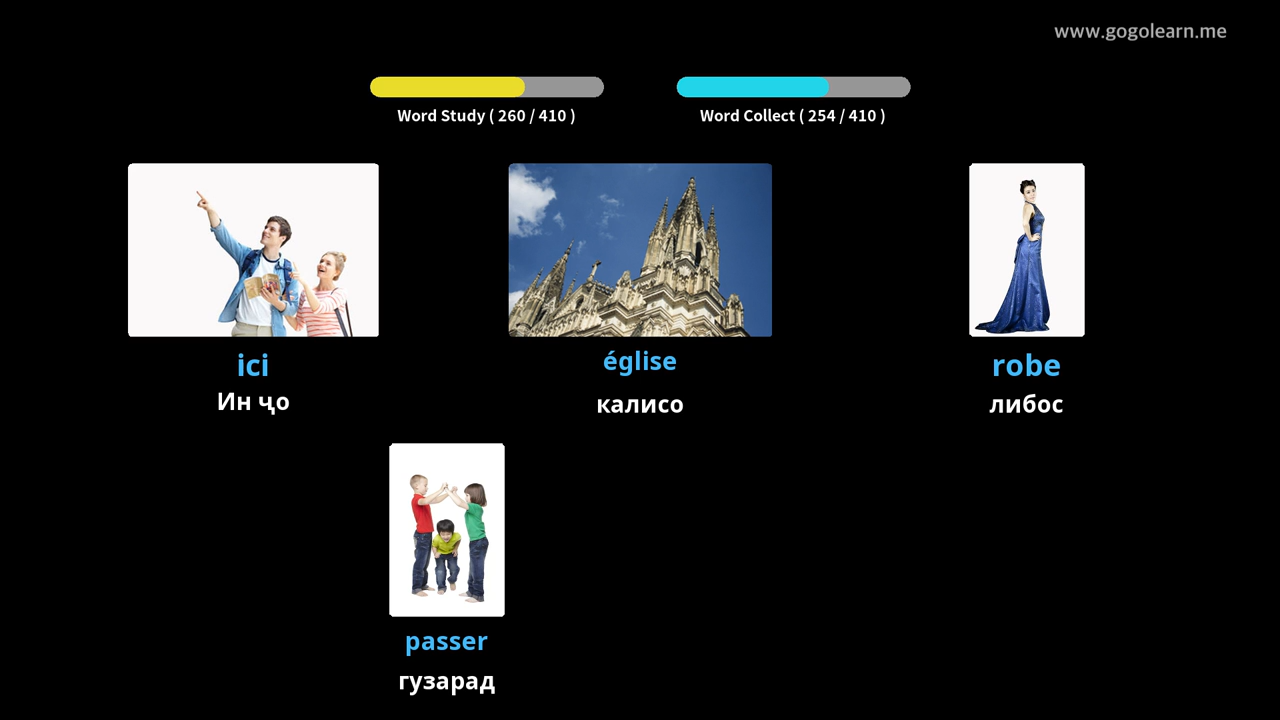 www.gogolearn.me
Word Study ( 260 / 410 )
Word Collect ( 254 / 410 )
ici
église
robe
Ин ҷо
калисо
либос
passer
гузарад